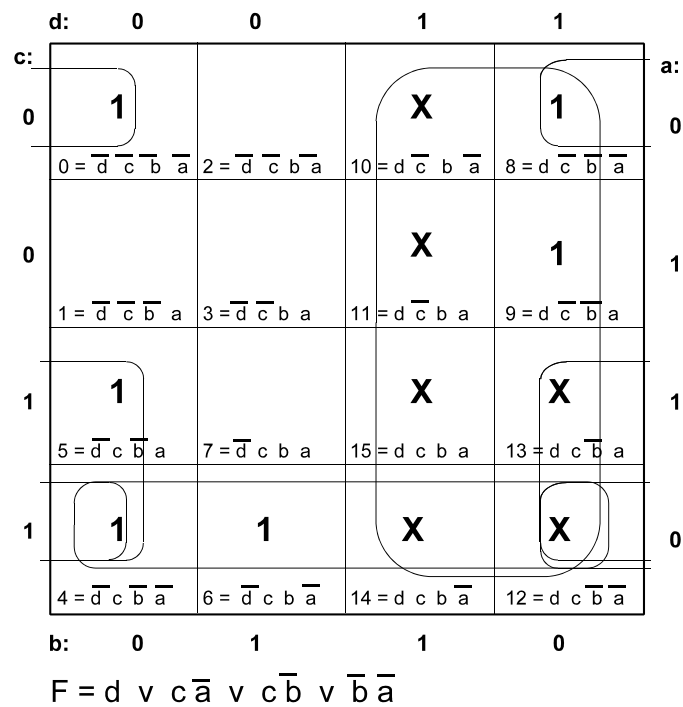 d: 0 0 1 1
c: a:
0 1 X 1 0
0 = d̅ c̅ b̅ a̅ 2 = d̅ c̅ b a̅ 10 = d c̅ b a̅ 8 = d c̅ b̅ a̅
0 X 1 1
1 = d̅ c̅ b̅ a 3 = d̅ c̅ b a 11 = d c̅ b a 9 = d c̅ b̅ a
1 1 X X 1
5 = d̅ c b̅ a 7 = d̅ c b a 15 = d c b a 13 = d c b̅ a
1 1 1 X X 0
4 = d̅ c b̅ a̅ 6 = d̅ c b a̅ 14 = d c b a̅ 12 = d c b̅ a̅
b: 0 1 1 0
F = d v c a̅ v c b̅ v b̅ a̅